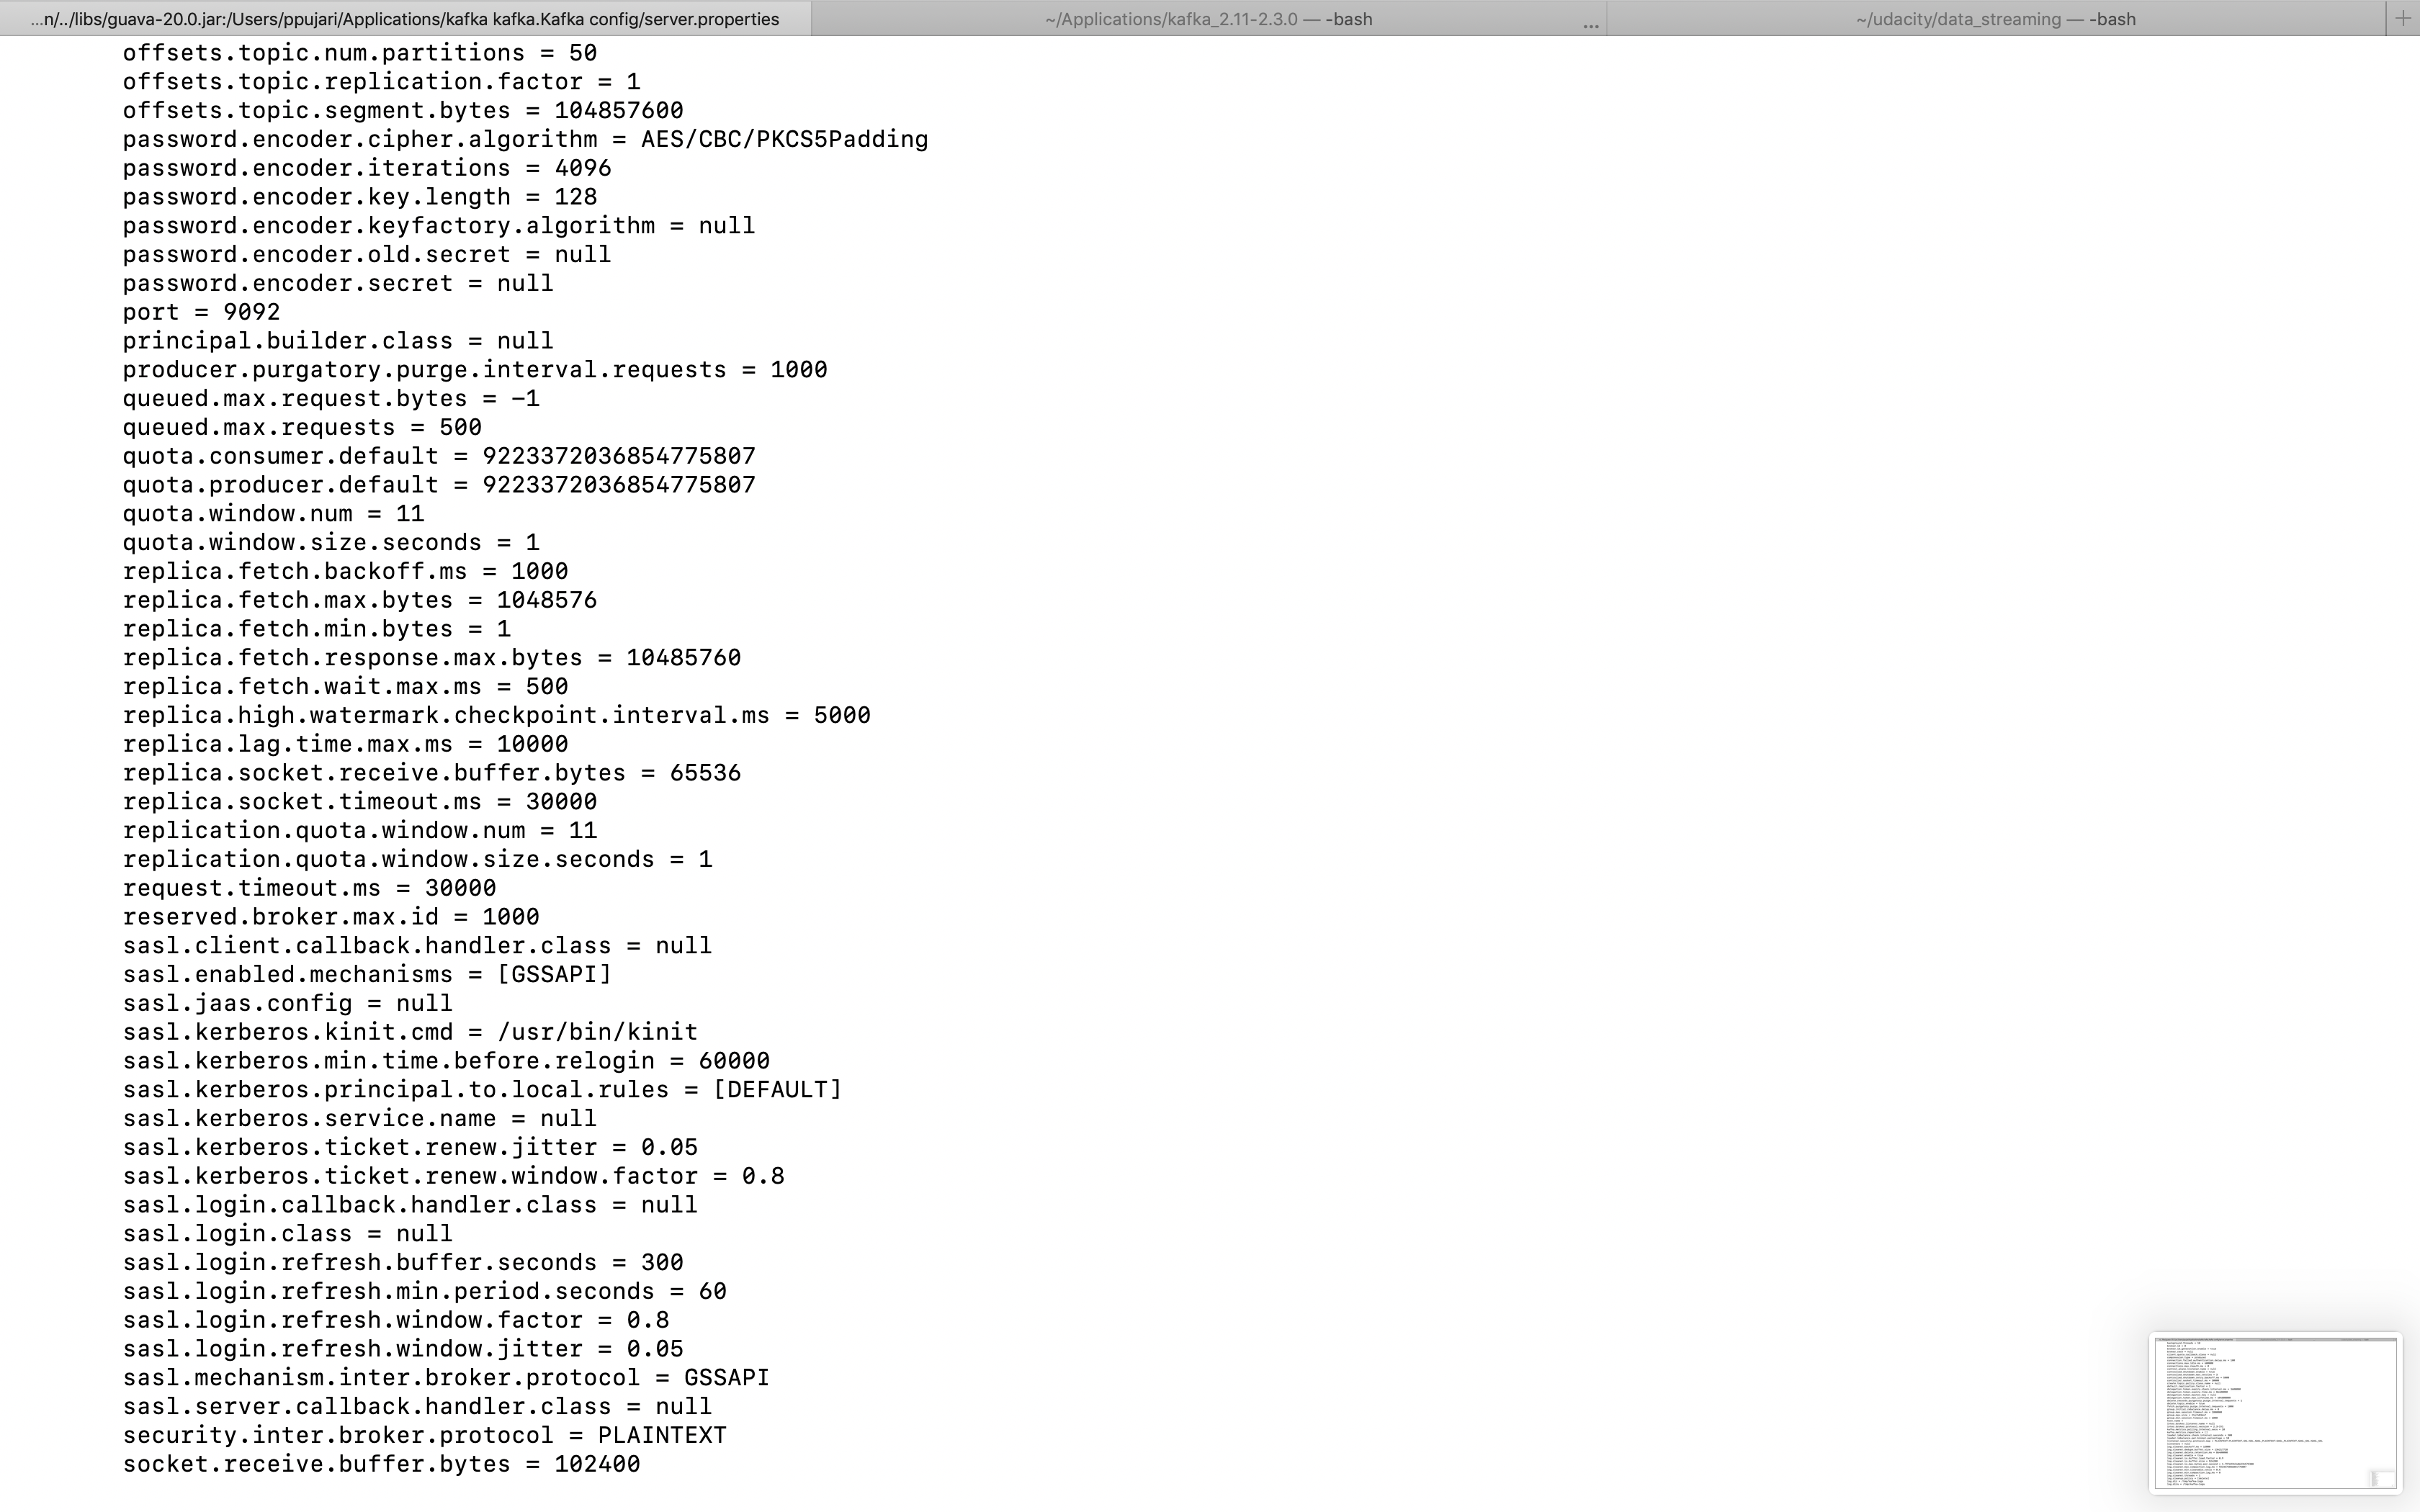 ...n/../libs/guava-20.0.jar:/Users/ppujari/Applications/kafka kafka.Kafka config/server.properties
~/Applications/kafka_2.11-2.3.0 — -bash
...
~/udacity/data_streaming — -bash
+
offsets.topic.num.partitions = 50
offsets.topic.replication.factor = 1
offsets.topic.segment.bytes = 104857600
password.encoder.cipher.algorithm = AES/CBC/PKCS5Padding
password.encoder.iterations = 4096
password.encoder.key.length = 128
password.encoder.keyfactory.algorithm = null
password.encoder.old.secret = null
password.encoder.secret = null
port = 9092
principal.builder.class = null
producer.purgatory.purge.interval.requests = 1000
queued.max.request.bytes = -1
queued.max.requests = 500
quota.consumer.default = 9223372036854775807
quota.producer.default = 9223372036854775807
quota.window.num = 11
quota.window.size.seconds = 1
replica.fetch.backoff.ms = 1000
replica.fetch.max.bytes = 1048576
replica.fetch.min.bytes = 1
replica.fetch.response.max.bytes = 10485760
replica.fetch.wait.max.ms = 500
replica.high.watermark.checkpoint.interval.ms = 5000
replica.lag.time.max.ms = 10000
replica.socket.receive.buffer.bytes = 65536
replica.socket.timeout.ms = 30000
replication.quota.window.num = 11
replication.quota.window.size.seconds = 1
request.timeout.ms = 30000
reserved.broker.max.id = 1000
sasl.client.callback.handler.class = null
sasl.enabled.mechanisms = [GSSAPI]
sasl.jaas.config = null
sasl.kerberos.kinit.cmd = /usr/bin/kinit
sasl.kerberos.min.time.before.relogin = 60000
sasl.kerberos.principal.to.local.rules = [DEFAULT]
sasl.kerberos.service.name = null
sasl.kerberos.ticket.renew.jitter = 0.05
sasl.kerberos.ticket.renew.window.factor = 0.8
sasl.login.callback.handler.class = null
sasl.login.class = null
sasl.login.refresh.buffer.seconds = 300
sasl.login.refresh.min.period.seconds = 60
sasl.login.refresh.window.factor = 0.8
sasl.login.refresh.window.jitter = 0.05
sasl.mechanism.inter.broker.protocol = GSSAPI
sasl.server.callback.handler.class = null
security.inter.broker.protocol = PLAINTEXT
socket.receive.buffer.bytes = 102400